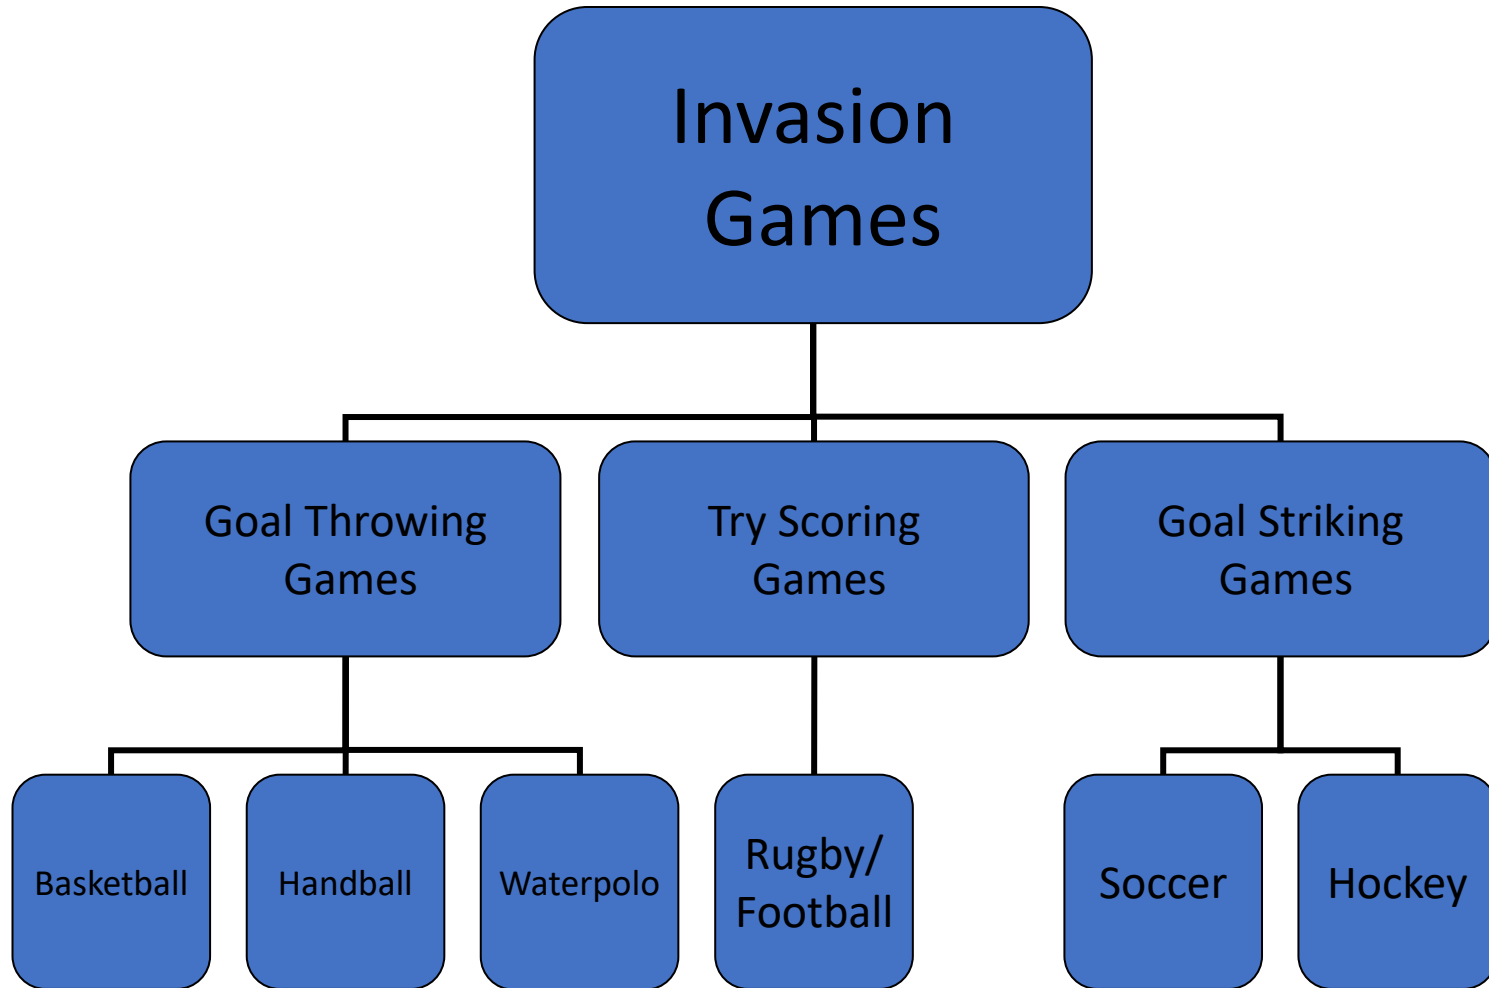 Invasion
Games
Goal Throwing
Games
Try Scoring
Games
Goal Striking
Games
Basketball
Handball
Waterpolo
Rugby/
Football
Soccer
Hockey